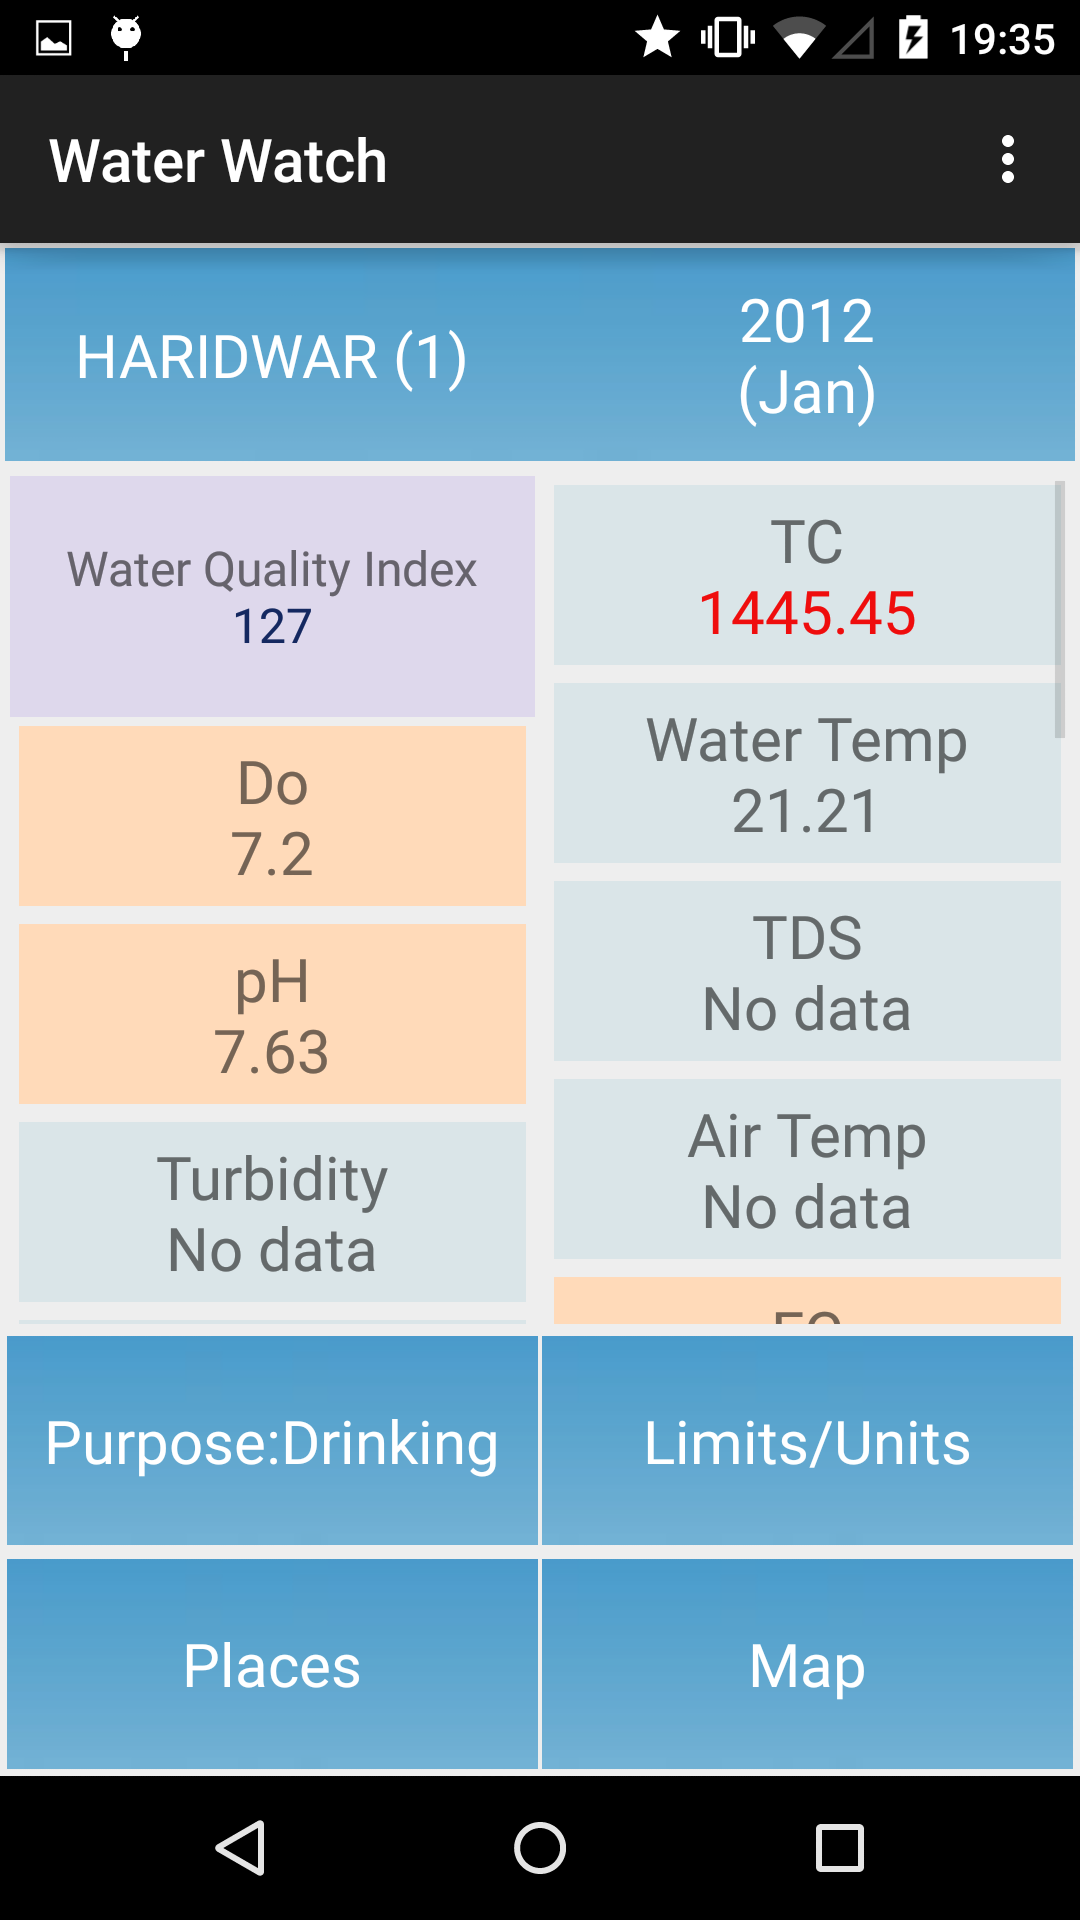 19:35
Water Watch
HARIDWAR (1)
2012
(Jan)
Water Quality Index
127
TC
1445.45
Do
7.2
Water Temp
21.21
pH
7.63
TDS
No data
Turbidity
No data
Air Temp
No data
Purpose:Drinking
Limits/Units
Places
Map